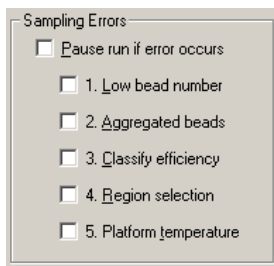 Sampling Errors
Pause run if error occurs
1. Low bead number
2. Aggregated beads
3. Classify efficiency
4. Region selection
5. Platform temperature